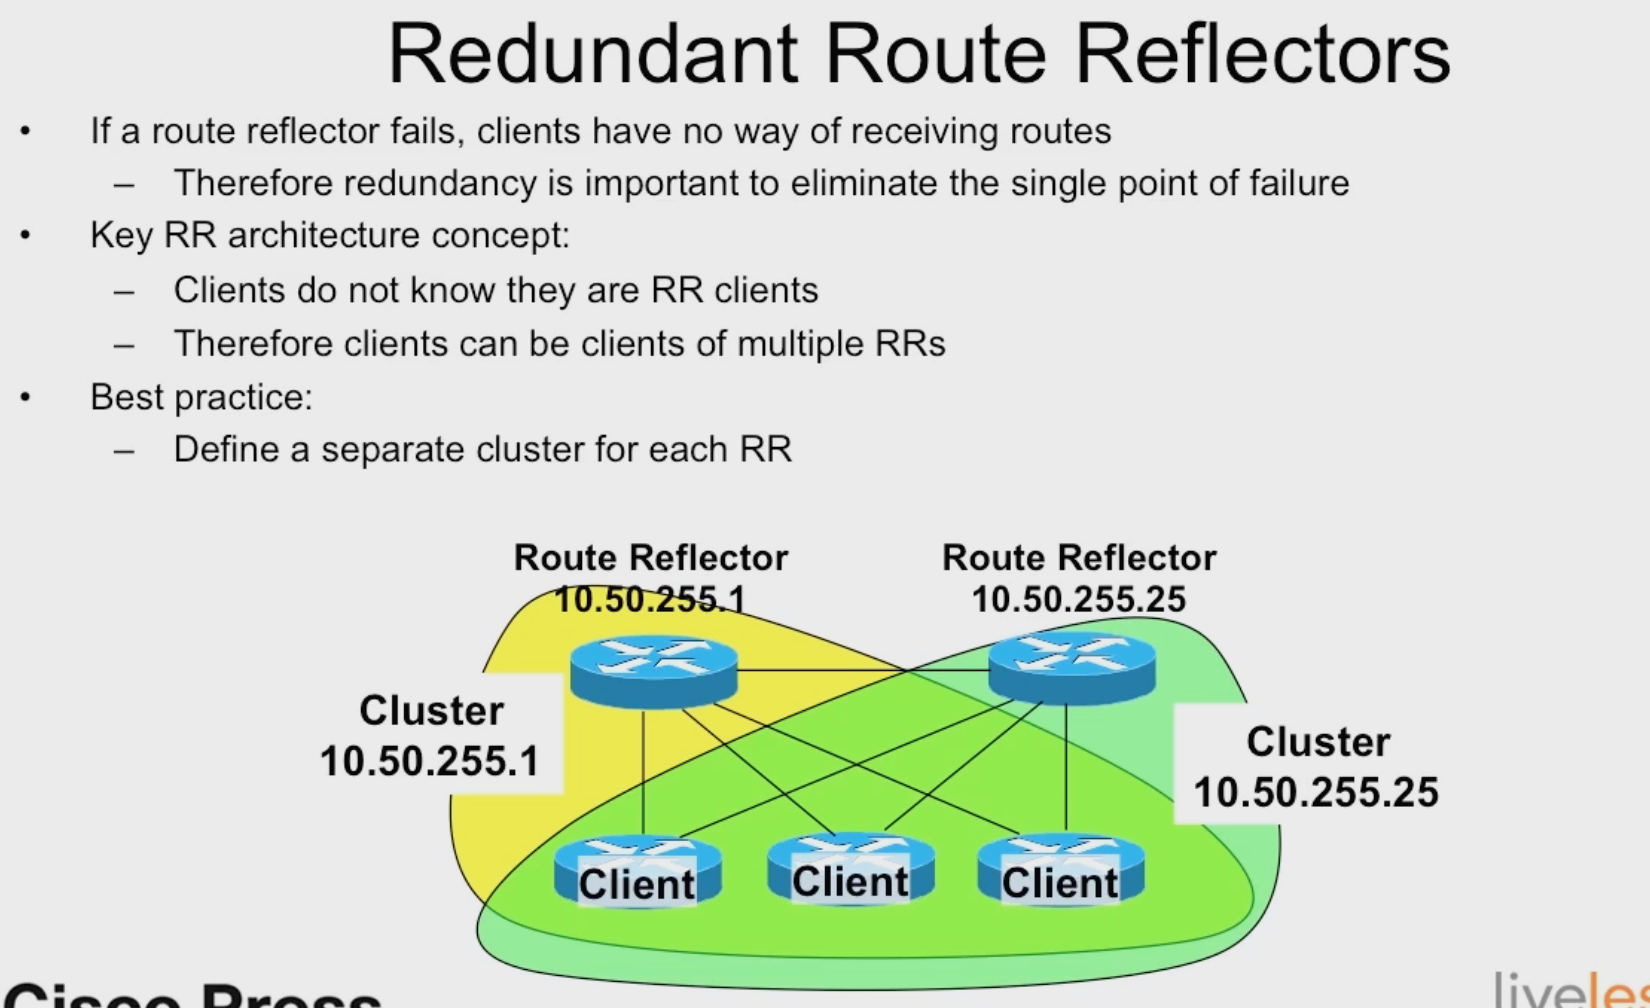 Redundant Route Reflectors
• If a route reflector fails, clients have no way of receiving routes
– Therefore redundancy is important to eliminate the single point of failure
• Key RR architecture concept:
– Clients do not know they are RR clients
– Therefore clients can be clients of multiple RRs
• Best practice:
– Define a separate cluster for each RR
Route Reflector
10.50.255.1
Route Reflector
10.50.255.25
Cluster
10.50.255.1
Cluster
10.50.255.25
Client
Client
Client
Cisco Press
liveles